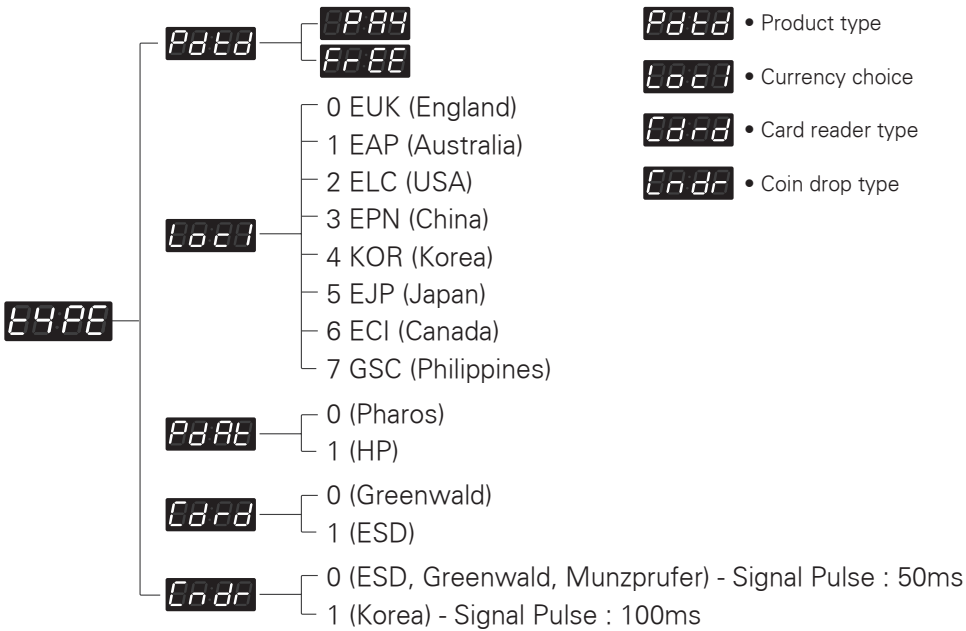 PAY
Pdtd • Product type
FrEE
0 EUK (England)
Loc1 • Currency choice
1 EAP (Australia)
Cdrd • Card reader type
2 ELC (USA)
Cndr • Coin drop type
3 EPN (China)
Loc1
4 KOR (Korea)
5 EJP (Japan)
tYPE
6 ECI (Canada)
7 GSC (Philippines)
PdAt
0 (Pharos)
1 (HP)
Cdrd
0 (Greenwald)
1 (ESD)
Cndr
0 (ESD, Greenwald, Munzprufer) - Signal Pulse : 50ms
1 (Korea) - Signal Pulse : 100ms
Pdtd